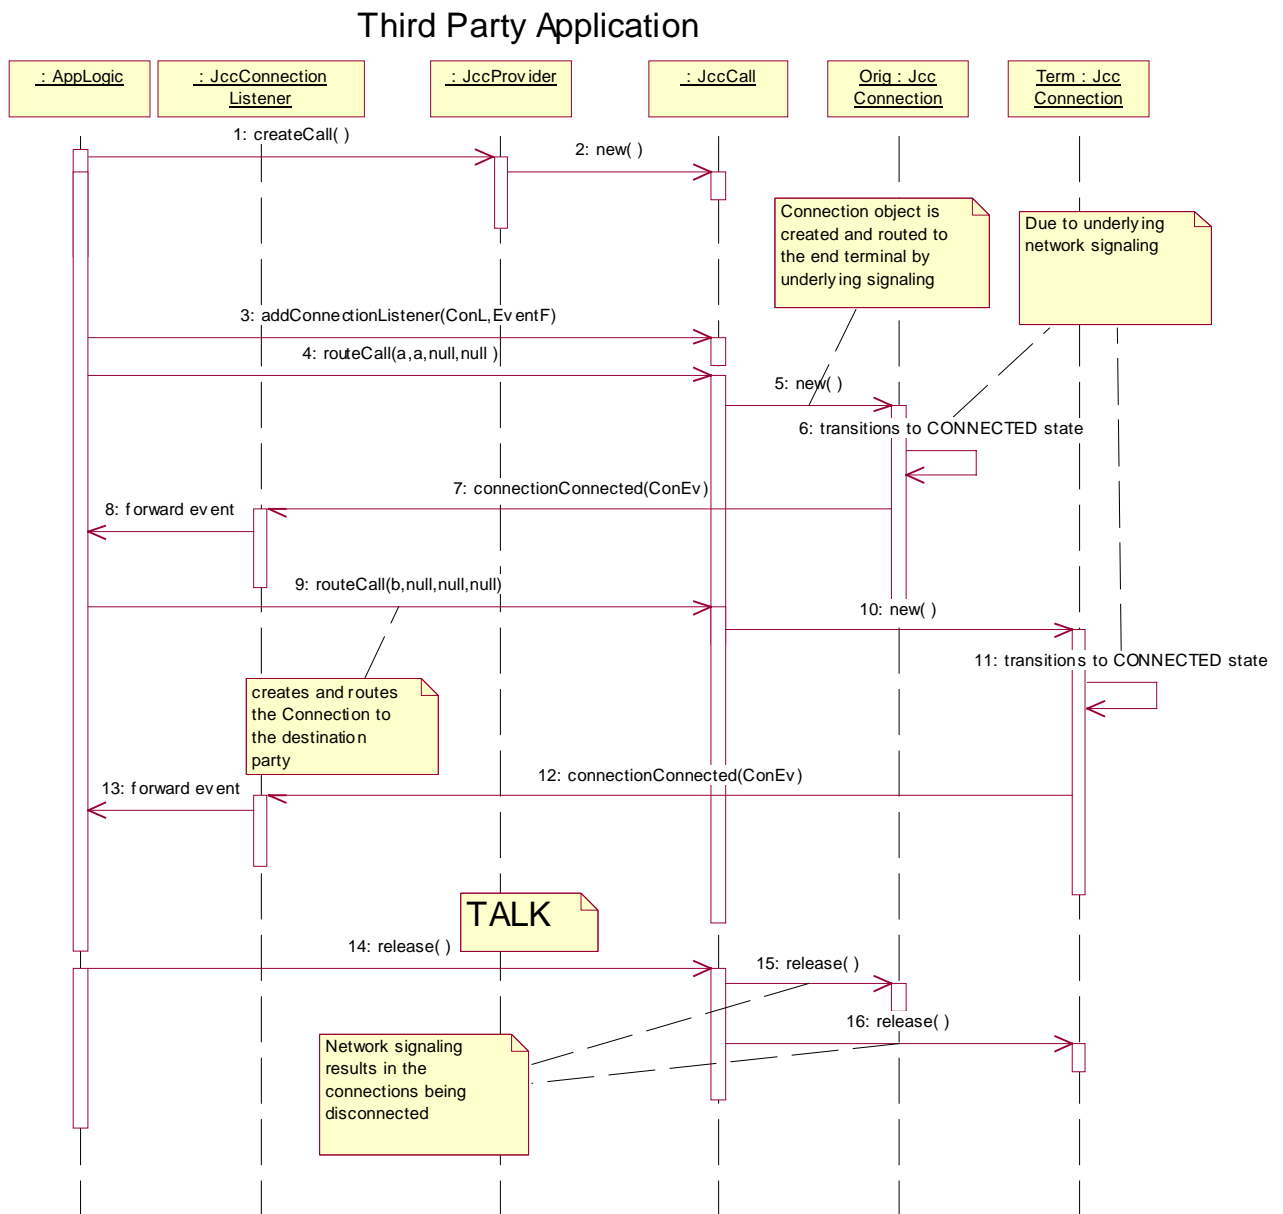 Third Party Application
: AppLogic
: JccConnection
Listener
: JccProvider
: JccCall
Orig : Jcc
Connection
Term : Jcc
Connection
1: createCall( )
2: new( )
Connection object is
created and routed to
the end terminal by
underlying signaling
Due to underlying
network signaling
3: addConnectionListener(ConL,EventF)
4: routeCall(a,a,null,null )
5: new( )
6: transitions to CONNECTED state
7: connectionConnected(ConEv)
8: forward event
9: routeCall(b,null,null,null)
10: new( )
11: transitions to CONNECTED state
creates and routes
the Connection to
the destination
party
12: connectionConnected(ConEv)
13: forward event
TALK
14: release( )
15: release( )
16: release( )
Network signaling
results in the
connections being
disconnected